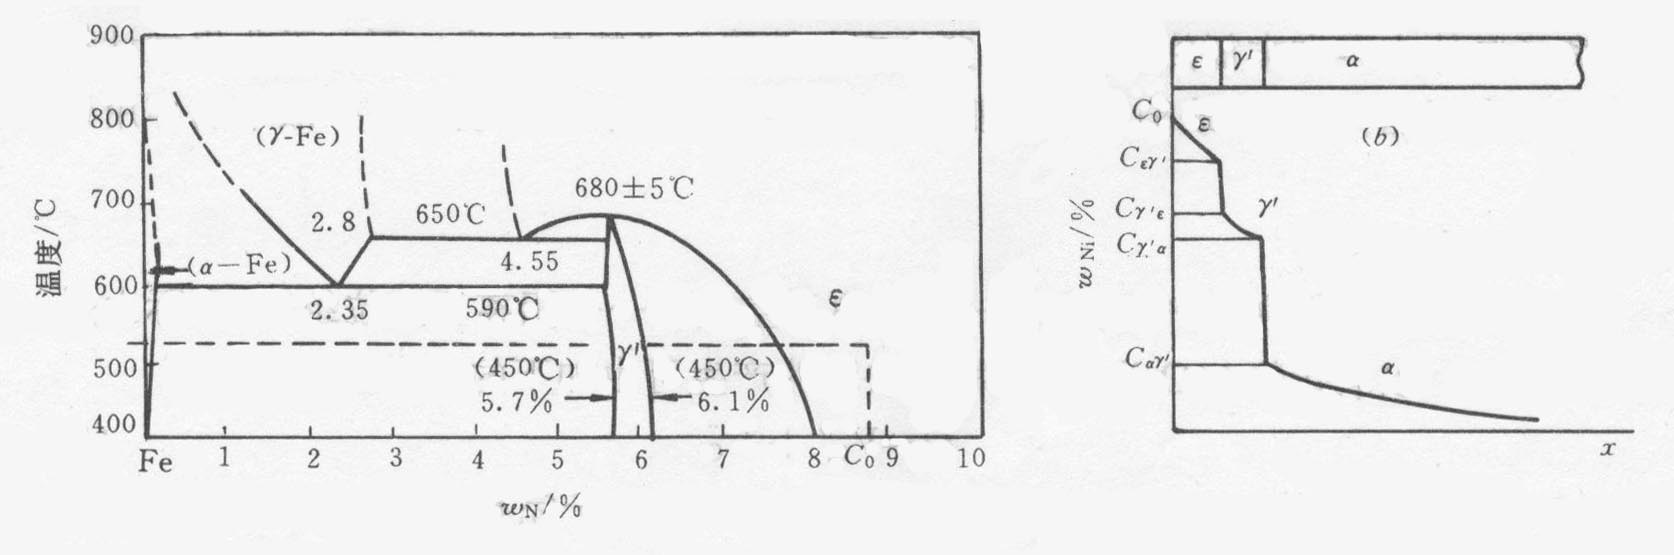 900
800
700
600
500
400
温度/℃
(γ-Fe)
2.8
650℃
680±5℃
(α—Fe)
4.55
2.35
590℃
ε
(450℃)
γ′
(450℃)
5.7%
6.1%
Fe 1 2 3 4 5 6 7 8 C₀ 9 10
wN/%
ε γ′ α
C₀
ε
(b)
Cεγ′
Cγ′ε
γ′
Cγ′α
wNi/%
Cαγ′
α
x